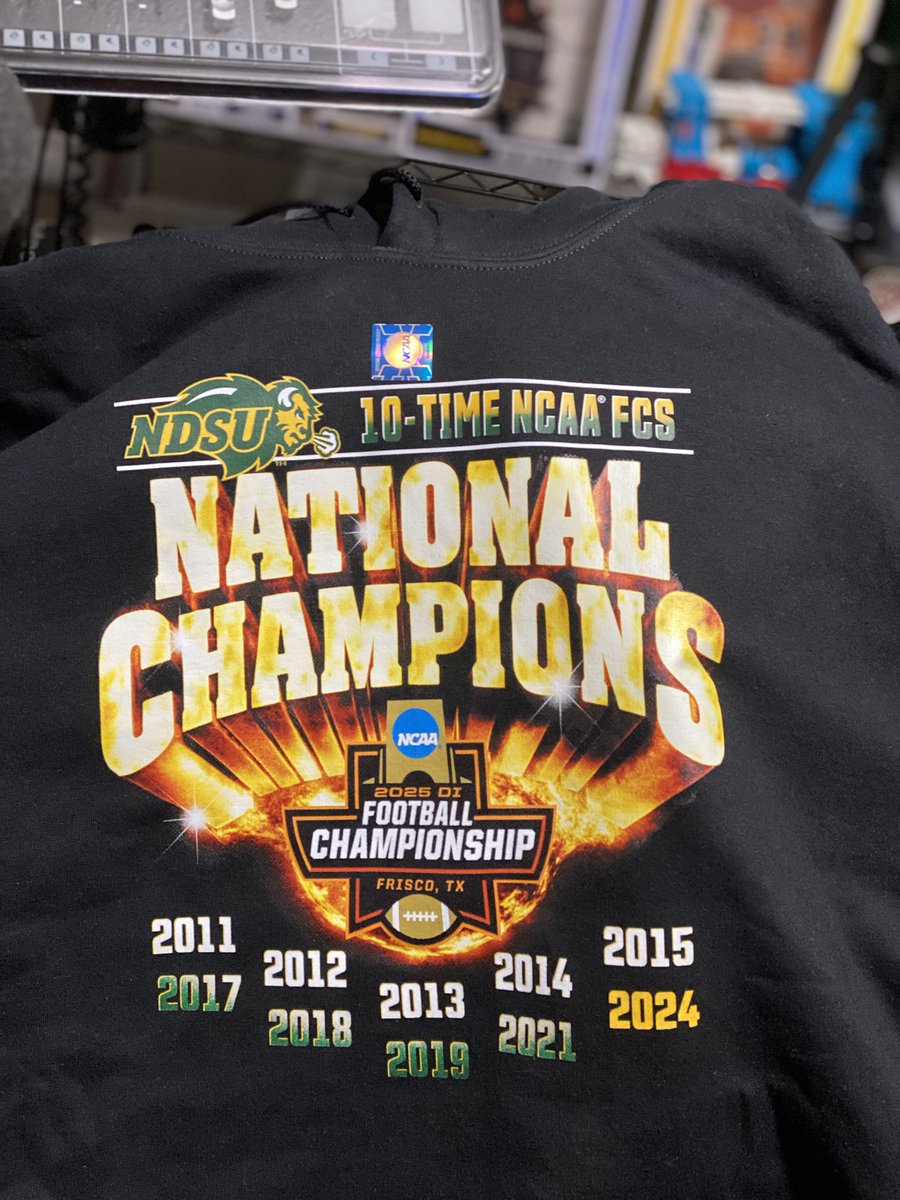 NCAA
NDSU
10-TIME NCAA® FCS
NATIONAL
CHAMPIONS
NCAA
2025 DI
FOOTBALL
CHAMPIONSHIP
FRISCO, TX
2011 2012 2013 2014 2015
2017 2018 2019 2021 2024